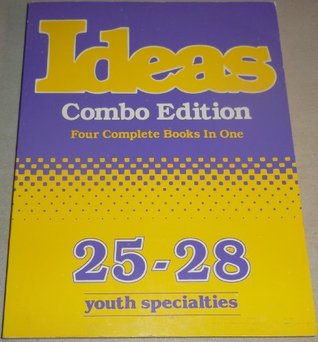 Ideas
Combo Edition
Four Complete Books In One
25-28
youth specialties